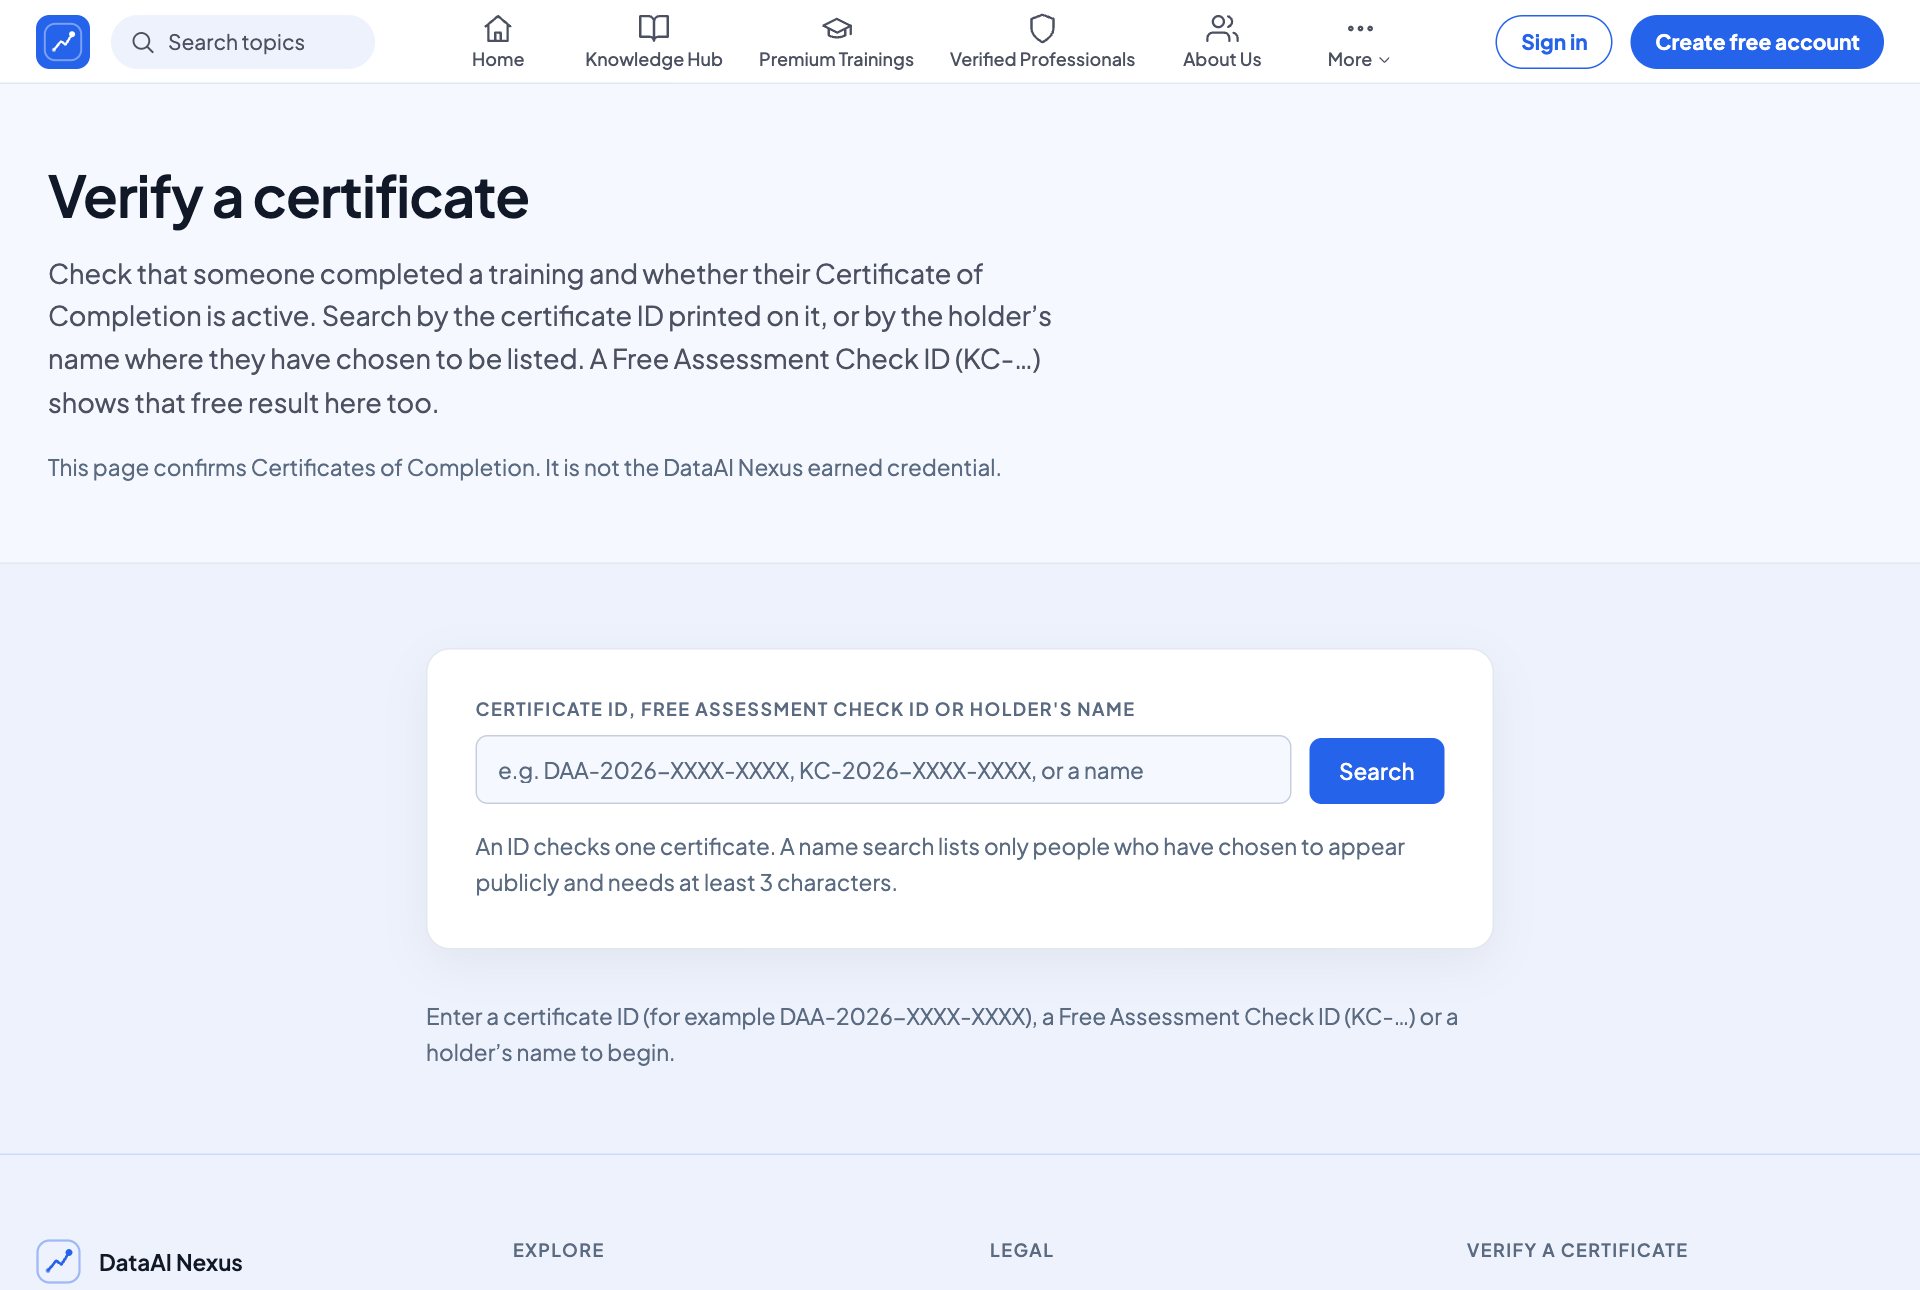 Search topics
Home
Knowledge Hub
Premium Trainings
Verified Professionals
About Us
More
Sign in
Create free account
Verify a certificate
Check that someone completed a training and whether their Certificate of
Completion is active. Search by the certificate ID printed on it, or by the holder’s
name where they have chosen to be listed. A Free Assessment Check ID (KC-…)
shows that free result here too.
This page confirms Certificates of Completion. It is not the DataAI Nexus earned credential.
CERTIFICATE ID, FREE ASSESSMENT CHECK ID OR HOLDER'S NAME
e.g. DAA-2026-XXXX-XXXX, KC-2026-XXXX-XXXX, or a name
Search
An ID checks one certificate. A name search lists only people who have chosen to appear
publicly and needs at least 3 characters.
Enter a certificate ID (for example DAA-2026-XXXX-XXXX), a Free Assessment Check ID (KC-…) or a
holder’s name to begin.
DataAI Nexus
EXPLORE
LEGAL
VERIFY A CERTIFICATE